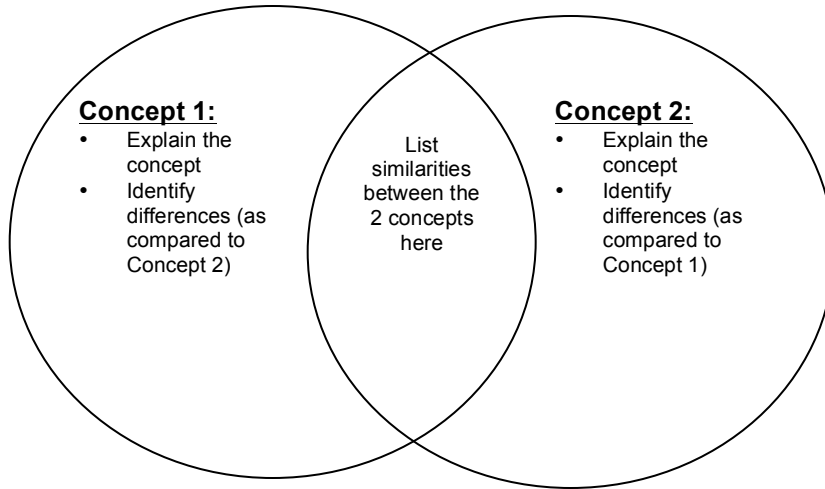 Concept 1:
• Explain the
concept
• Identify
differences (as
compared to
Concept 2)
List
similarities
between the
2 concepts
here
Concept 2:
• Explain the
concept
• Identify
differences (as
compared to
Concept 1)